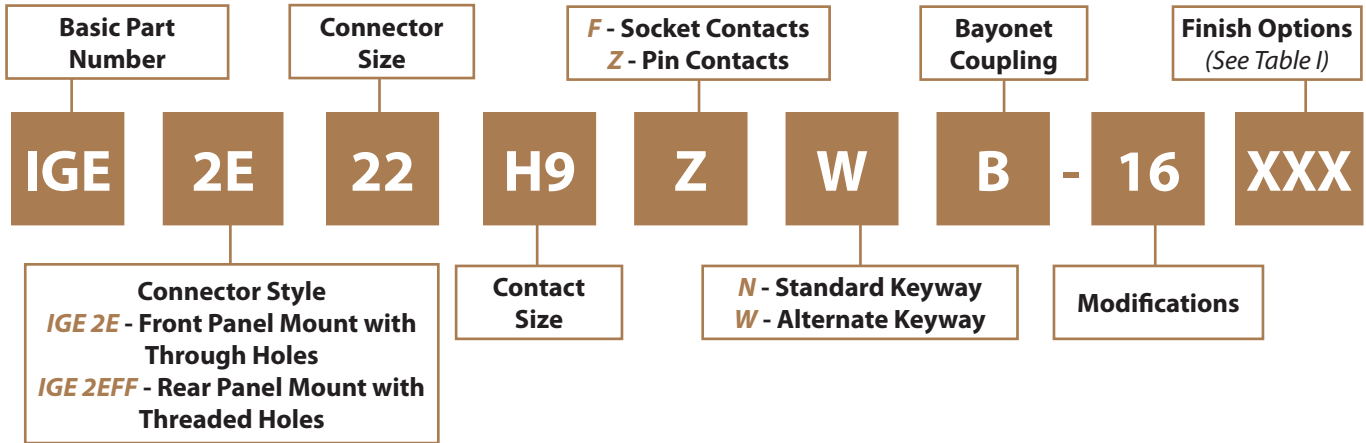 Basic Part
Number
Connector
Size
F - Socket Contacts
Z - Pin Contacts
Bayonet
Coupling
Finish Options
(See Table I)
IGE 2E 22 H9 Z W B - 16 XXX
Connector Style
IGE 2E - Front Panel Mount with
Through Holes
IGE 2EFF - Rear Panel Mount with
Threaded Holes
Contact
Size
N - Standard Keyway
W - Alternate Keyway
Modifications